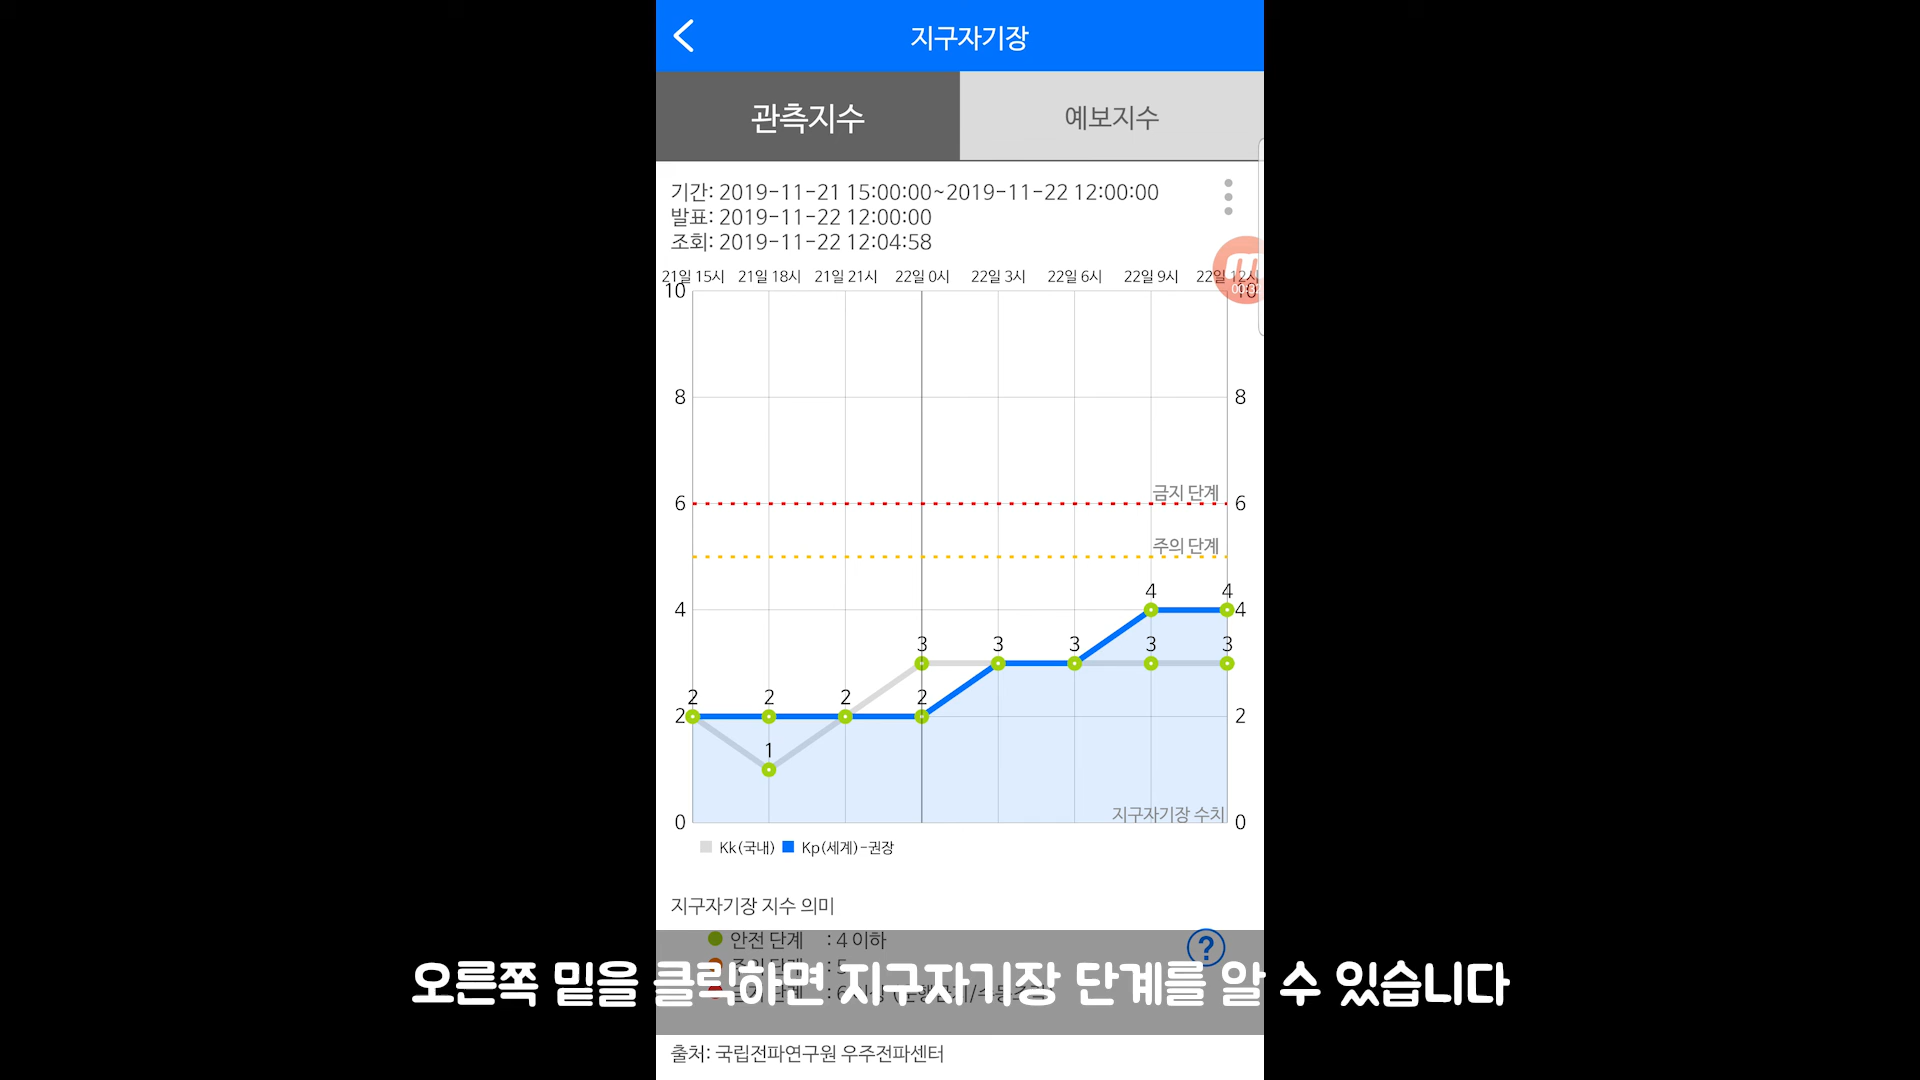 지구자기장
관측지수
예보지수
기간: 2019-11-21 15:00:00~2019-11-22 12:00:00
발표: 2019-11-22 12:00:00
조회: 2019-11-22 12:04:58
21일 15시 21일 18시 21일 21시 22일 0시 22일 3시 22일 6시 22일 9시 22일 12시
10 10
8 8
금지 단계
6 6
주의 단계
4 4
4 4
3 3 3 3 3
2 2 2 2
2 2
1
지구자기장 수치
0 0
Kk(국내) Kp(세계)-권장
지구자기장 지수 의미
안전 단계 : 4 이하
?
오른쪽 밑을 클릭하면 지구자기장 단계를 알 수 있습니다
출처: 국립전파연구원 우주전파센터